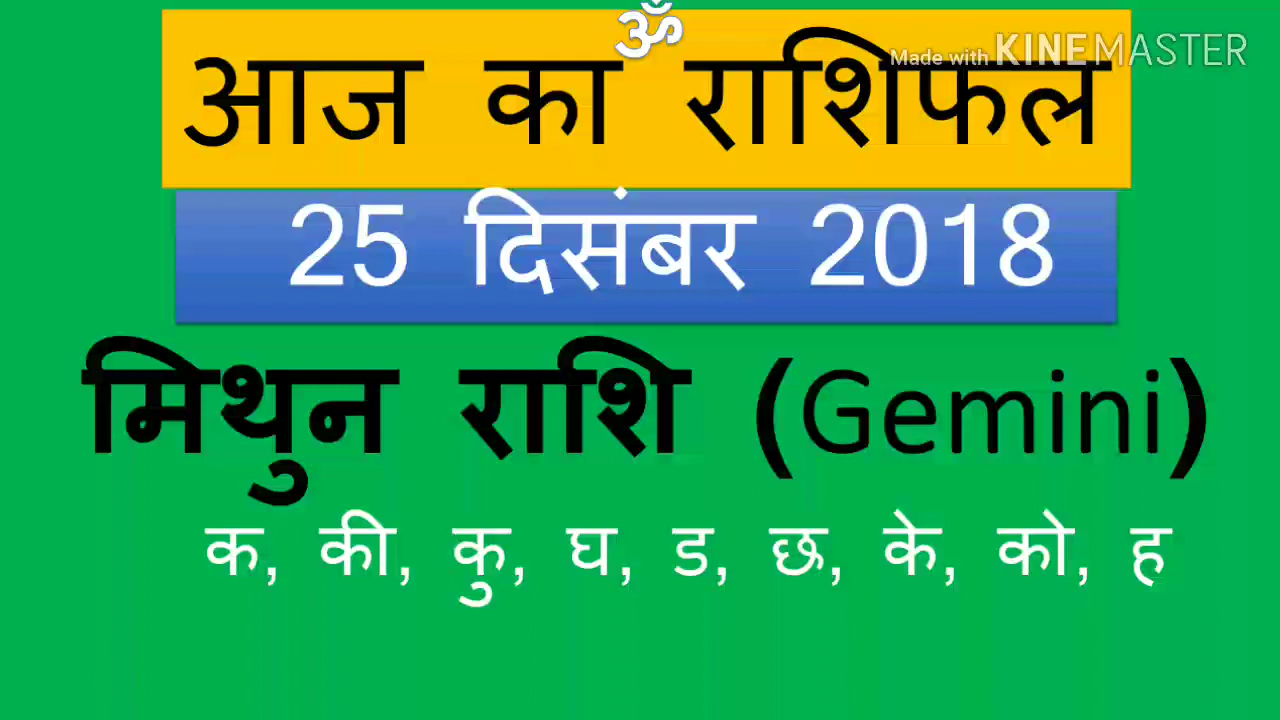 ॐ
Made with KINEMASTER
आज का राशिफल
25 दिसंबर 2018
मिथुन राशि (Gemini)
क, की, कु, घ, ड, छ, के, को, ह